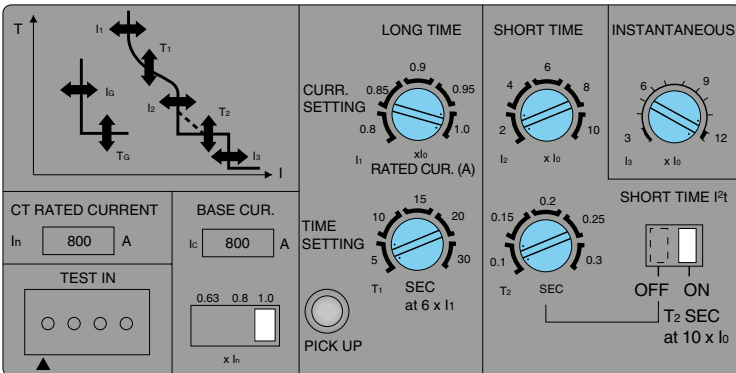 T
I1
T1
IG
I2
T2
TG
I3
I
LONG TIME
CURR.
SETTING
0.8
0.85
0.9
0.95
1.0
I1
xI0
RATED CUR. (A)
SHORT TIME
2
4
6
8
10
I2
x I0
INSTANTANEOUS
3
6
9
12
I3
x I0
CT RATED CURRENT
In
800
A
BASE CUR.
Ic
800
A
TEST IN
0.63 0.8 1.0
x In
TIME
SETTING
5
10
15
20
30
T1
SEC
at 6 x I1
PICK UP
0.1
0.15
0.2
0.25
0.3
T2
SEC
SHORT TIME I²t
OFF ON
T2 SEC
at 10 x I0